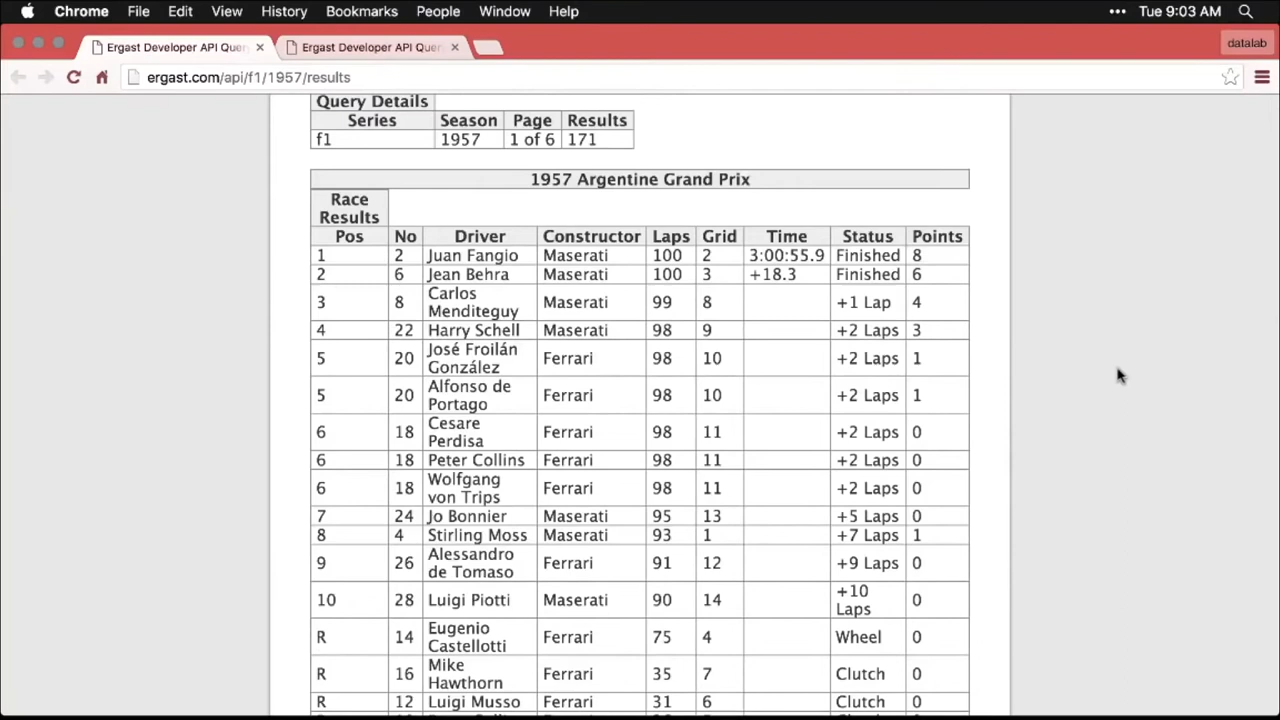 Chrome File Edit View History Bookmarks People Window Help ••• Tue 9:03 AM
Ergast Developer API Query Ergast Developer API Query datalab
ergast.com/api/f1/1957/results
Query Details
Series Season Page Results
f1 1957 1 of 6 171
1957 Argentine Grand Prix
Race
Results
Pos No Driver Constructor Laps Grid Time Status Points
1 2 Juan Fangio Maserati 100 2 3:00:55.9 Finished 8
2 6 Jean Behra Maserati 100 3 +18.3 Finished 6
3 8 Carlos Menditeguy Maserati 99 8 +1 Lap 4
4 22 Harry Schell Maserati 98 9 +2 Laps 3
5 20 José Froilán González Ferrari 98 10 +2 Laps 1
5 20 Alfonso de Portago Ferrari 98 10 +2 Laps 1
6 18 Cesare Perdisa Ferrari 98 11 +2 Laps 0
6 18 Peter Collins Ferrari 98 11 +2 Laps 0
6 18 Wolfgang von Trips Ferrari 98 11 +2 Laps 0
7 24 Jo Bonnier Maserati 95 13 +5 Laps 0
8 4 Stirling Moss Maserati 93 1 +7 Laps 1
9 26 Alessandro de Tomaso Ferrari 91 12 +9 Laps 0
10 28 Luigi Piotti Maserati 90 14 +10 Laps 0
R 14 Eugenio Castellotti Ferrari 75 4 Wheel 0
R 16 Mike Hawthorn Ferrari 35 7 Clutch 0
R 12 Luigi Musso Ferrari 31 6 Clutch 0